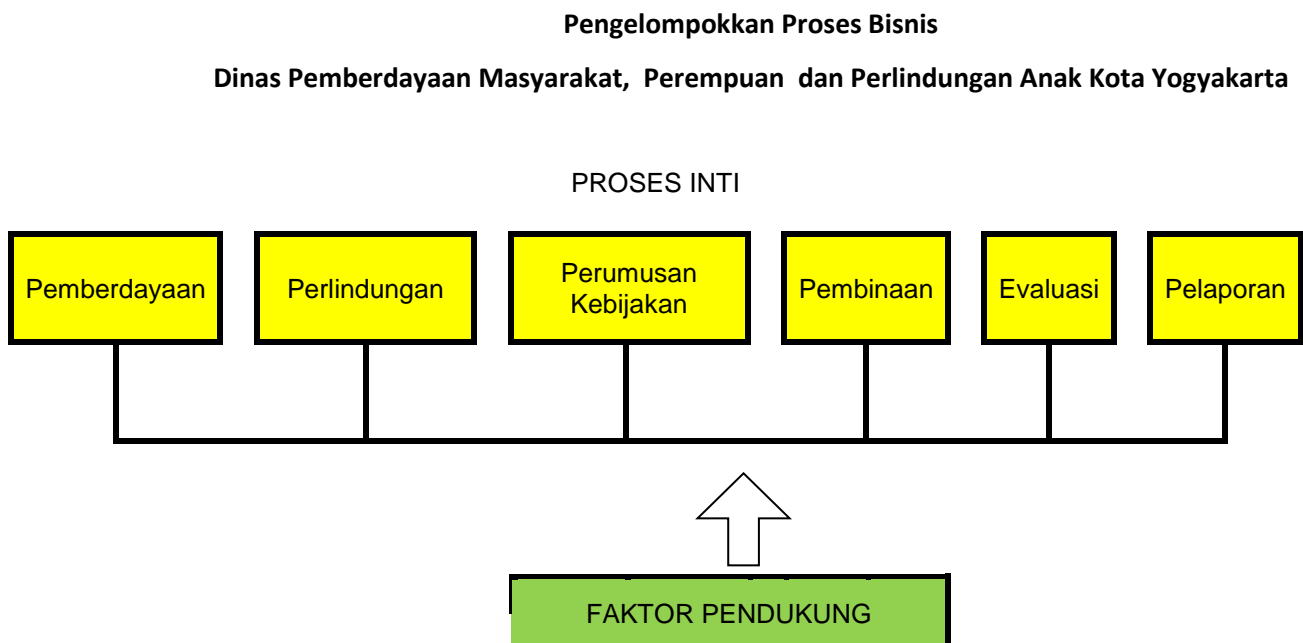 Pengelompokkan Proses Bisnis
Dinas Pemberdayaan Masyarakat, Perempuan dan Perlindungan Anak Kota Yogyakarta
PROSES INTI
Pemberdayaan
Perlindungan
Perumusan
Kebijakan
Pembinaan
Evaluasi
Pelaporan
FAKTOR PENDUKUNG